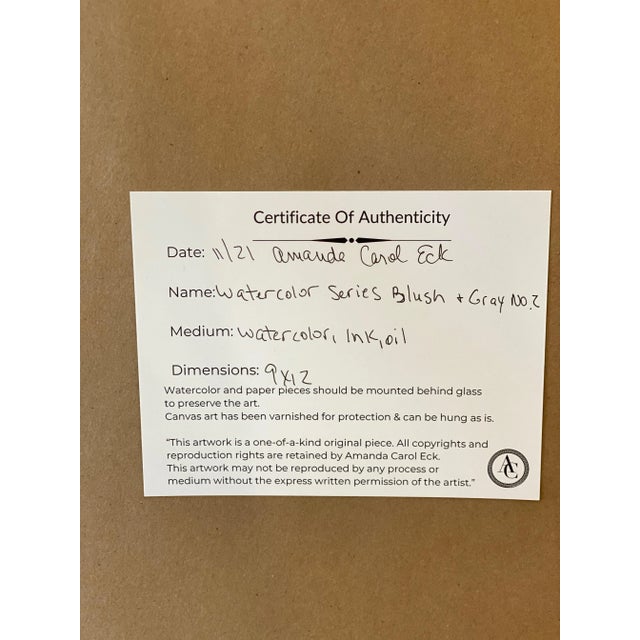 Certificate Of Authenticity
Date: 11/21 Amanda Carol Eck
Name: Watercolor Series Blush + Gray No. 2
Medium: Watercolor, Ink, oil
Dimensions: 9x12
Watercolor and paper pieces should be mounted behind glass
to preserve the art.
Canvas art has been varnished for protection & can be hung as is.
"This artwork is a one-of-a-kind original piece. All copyrights and
reproduction rights are retained by Amanda Carol Eck.
This artwork may not be reproduced by any process or
medium without the express written permission of the artist."
AC